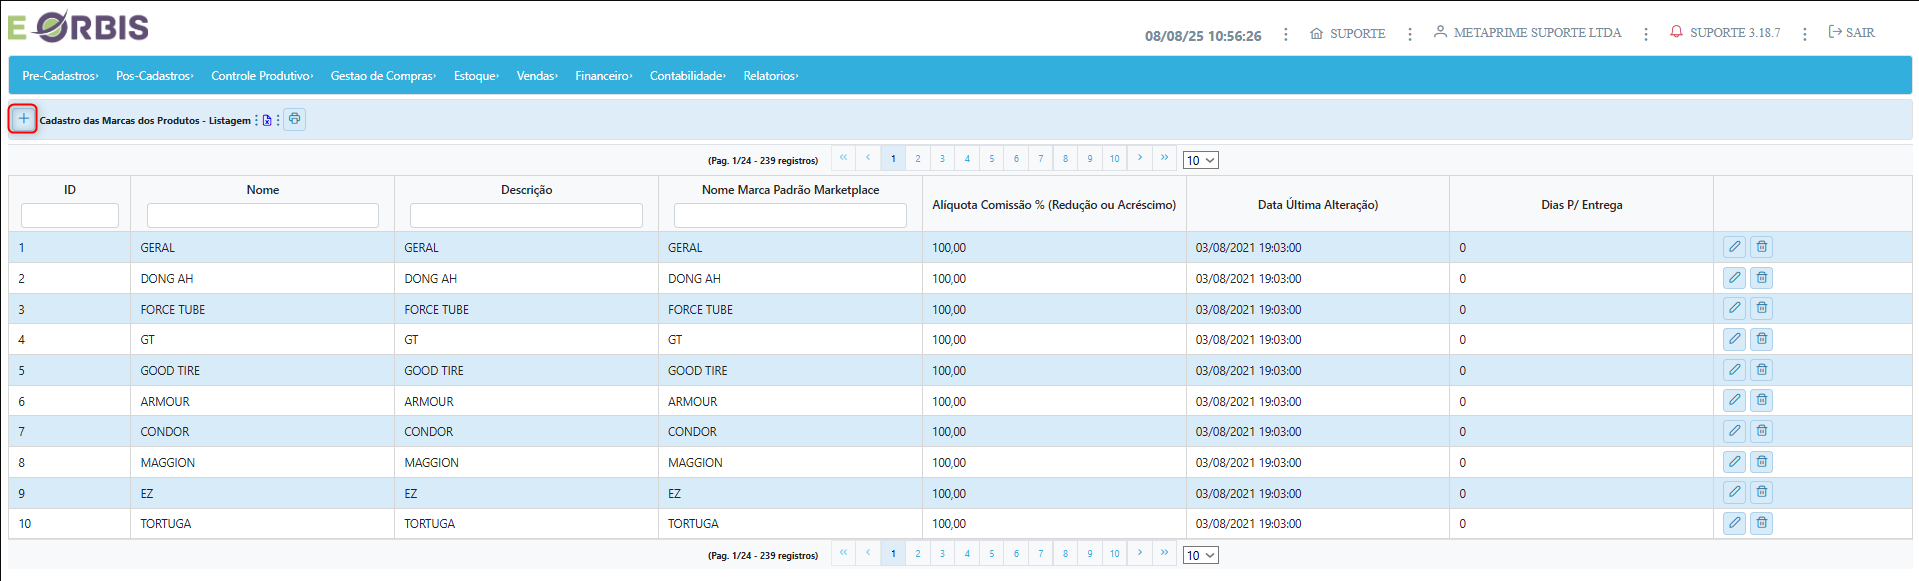 E ORBIS
08/08/25 10:56:26 SUPORTE METAPRIME SUPORTE LTDA SUPORTE 3.18.7 SAIR
Pre-Cadastros Pos-Cadastros Controle Produtivo Gestao de Compras Estoque Vendas Financeiro Contabilidade Relatorios
Cadastro das Marcas dos Produtos - Listagem
(Pag. 1/24 - 239 registros) 1 2 3 4 5 6 7 8 9 10 10
ID Nome Descrição Nome Marca Padrão Marketplace Alíquota Comissão % (Redução ou Acréscimo) Data Última Alteração) Dias P/ Entrega
1 GERAL GERAL GERAL 100,00 03/08/2021 19:03:00 0
2 DONG AH DONG AH DONG AH 100,00 03/08/2021 19:03:00 0
3 FORCE TUBE FORCE TUBE FORCE TUBE 100,00 03/08/2021 19:03:00 0
4 GT GT GT 100,00 03/08/2021 19:03:00 0
5 GOOD TIRE GOOD TIRE GOOD TIRE 100,00 03/08/2021 19:03:00 0
6 ARMOUR ARMOUR ARMOUR 100,00 03/08/2021 19:03:00 0
7 CONDOR CONDOR CONDOR 100,00 03/08/2021 19:03:00 0
8 MAGGION MAGGION MAGGION 100,00 03/08/2021 19:03:00 0
9 EZ EZ EZ 100,00 03/08/2021 19:03:00 0
10 TORTUGA TORTUGA TORTUGA 100,00 03/08/2021 19:03:00 0
(Pag. 1/24 - 239 registros) 1 2 3 4 5 6 7 8 9 10 10